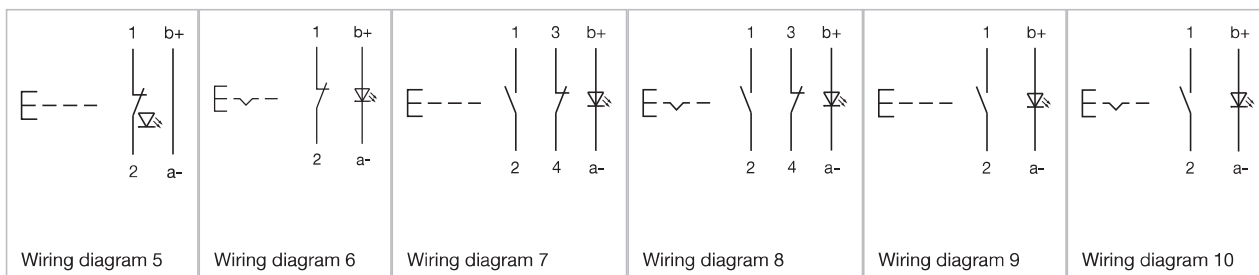 1 b+
2 a-
Wiring diagram 5
1 b+
2 a-
Wiring diagram 6
1 3 b+
2 4 a-
Wiring diagram 7
1 3 b+
2 4 a-
Wiring diagram 8
1 b+
2 a-
Wiring diagram 9
1 b+
2 a-
Wiring diagram 10